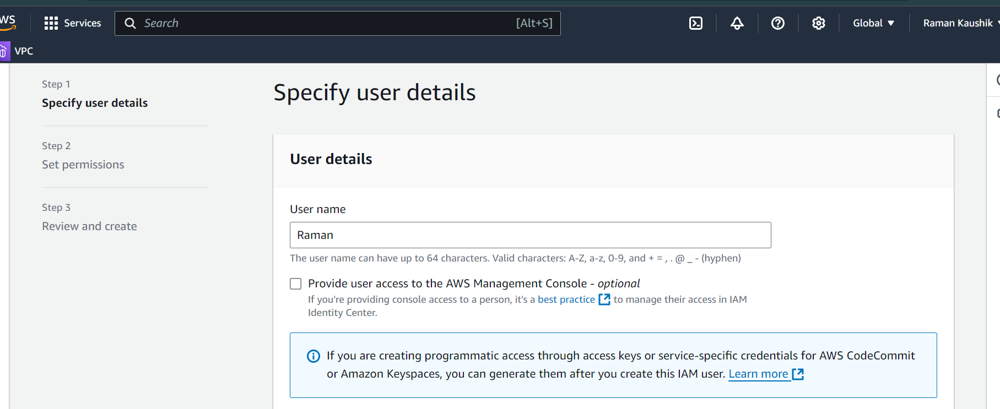 Services
Search
[Alt+S]
Global
Raman Kaushik
VPC
Step 1
Specify user details
Step 2
Set permissions
Step 3
Review and create
Specify user details
User details
User name
Raman
The user name can have up to 64 characters. Valid characters: A-Z, a-z, 0-9, and + = , . @ _ - (hyphen)
Provide user access to the AWS Management Console - optional
If you're providing console access to a person, it's a best practice to manage their access in IAM
Identity Center.
If you are creating programmatic access through access keys or service-specific credentials for AWS CodeCommit
or Amazon Keyspaces, you can generate them after you create this IAM user. Learn more